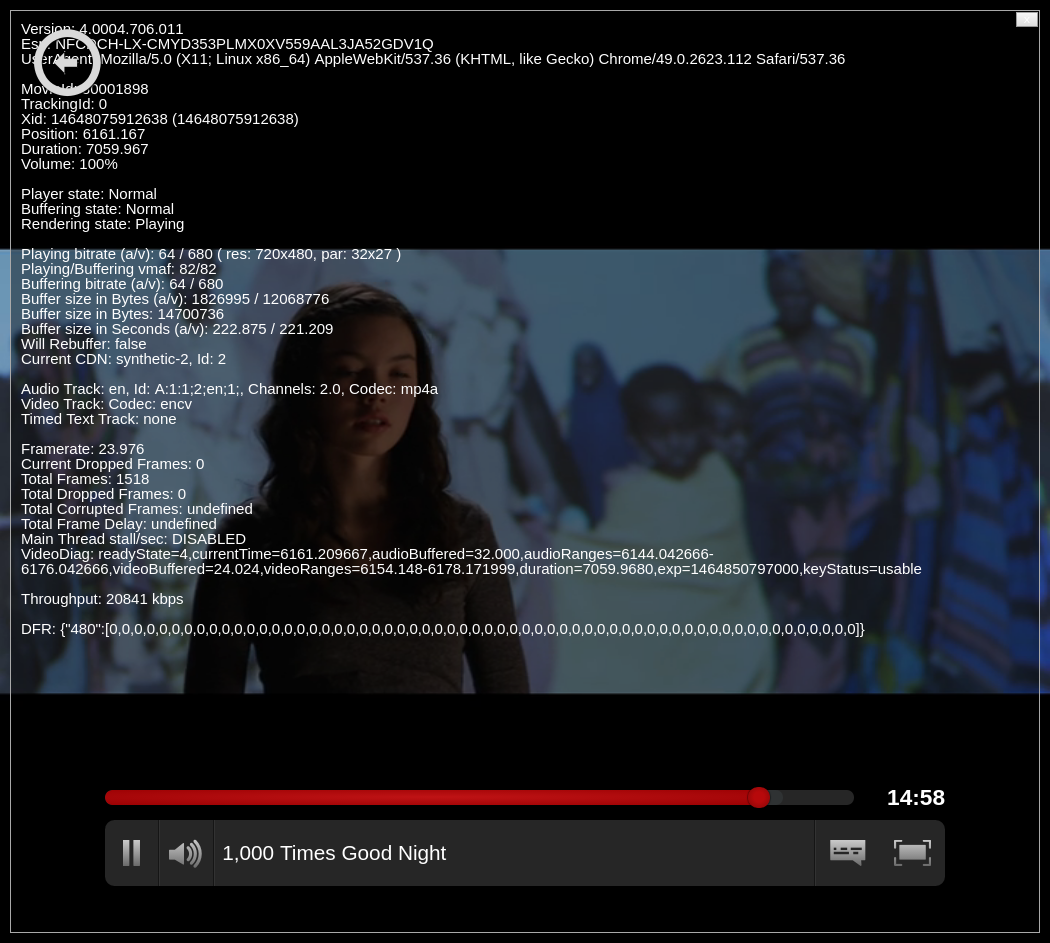 Version: 4.0004.706.011
Esn: NFCDCH-LX-CMYD353PLMX0XV559AAL3JA52GDV1Q
UserAgent: Mozilla/5.0 (X11; Linux x86_64) AppleWebKit/537.36 (KHTML, like Gecko) Chrome/49.0.2623.112 Safari/537.36
TrackingId: 0
Xid: 14648075912638 (14648075912638)
Position: 6161.167
Duration: 7059.967
Volume: 100%
Player state: Normal
Buffering state: Normal
Rendering state: Playing
Playing bitrate (a/v): 64 / 680 ( res: 720x480, par: 32x27 )
Playing/Buffering vmaf: 82/82
Buffering bitrate (a/v): 64 / 680
Buffer size in Bytes (a/v): 1826995 / 12068776
Buffer size in Bytes: 14700736
Buffer size in Seconds (a/v): 222.875 / 221.209
Will Rebuffer: false
Current CDN: synthetic-2, Id: 2
Audio Track: en, Id: A:1:1;2;en;1;, Channels: 2.0, Codec: mp4a
Video Track: Codec: encv
Timed Text Track: none
Framerate: 23.976
Current Dropped Frames: 0
Total Frames: 1518
Total Dropped Frames: 0
Total Corrupted Frames: undefined
Total Frame Delay: undefined
Main Thread stall/sec: DISABLED
VideoDiag: readyState=4,currentTime=6161.209667,audioBuffered=32.000,audioRanges=6144.042666-
6176.042666,videoBuffered=24.024,videoRanges=6154.148-6178.171999,duration=7059.9680,exp=1464850797000,keyStatus=usable
Throughput: 20841 kbps
DFR: {"480":[0,0,0,0,0,0,0,0,0,0,0,0,0,0,0,0,0,0,0,0,0,0,0,0,0,0,0,0,0,0,0,0,0,0,0,0,0,0,0,0,0,0,0,0,0,0,0,0,0,0,0,0,0,0,0,0,0,0,0,0]}
14:58
1,000 Times Good Night